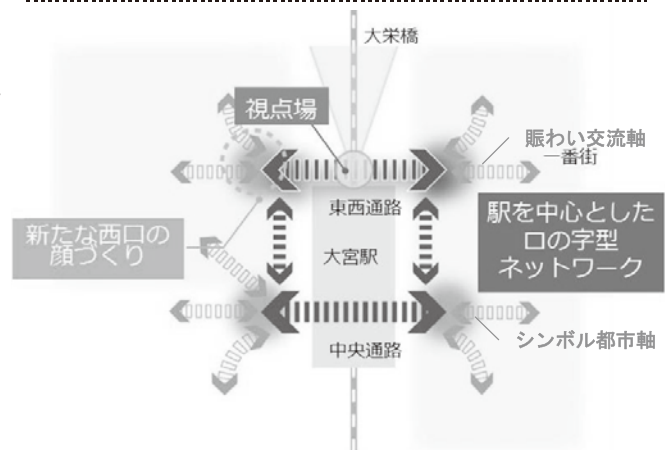 大栄橋
視点場
賑わい交流軸
一番街
東西通路
新たな西口の
顔づくり
大宮駅
駅を中心とした
ロの字型
ネットワーク
シンボル都市軸
中央通路